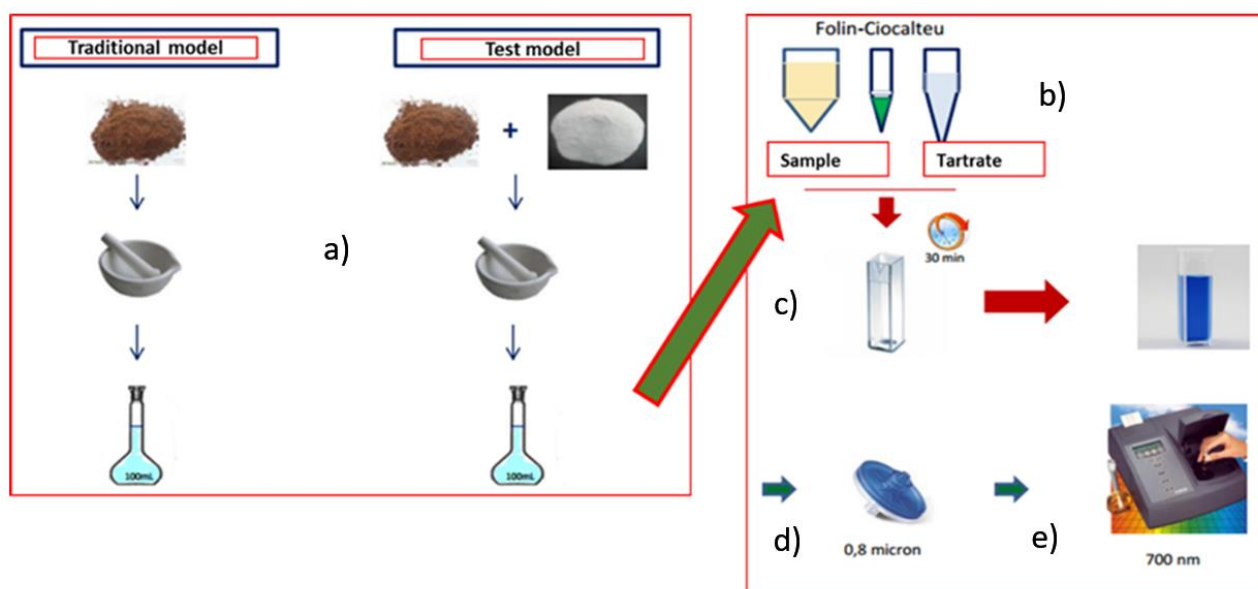 Traditional model
Test model
+
a)
100mL
100mL
Folin-Ciocalteu
b)
Sample
Tartrate
30 min
c)
d)
0,8 micron
e)
700 nm